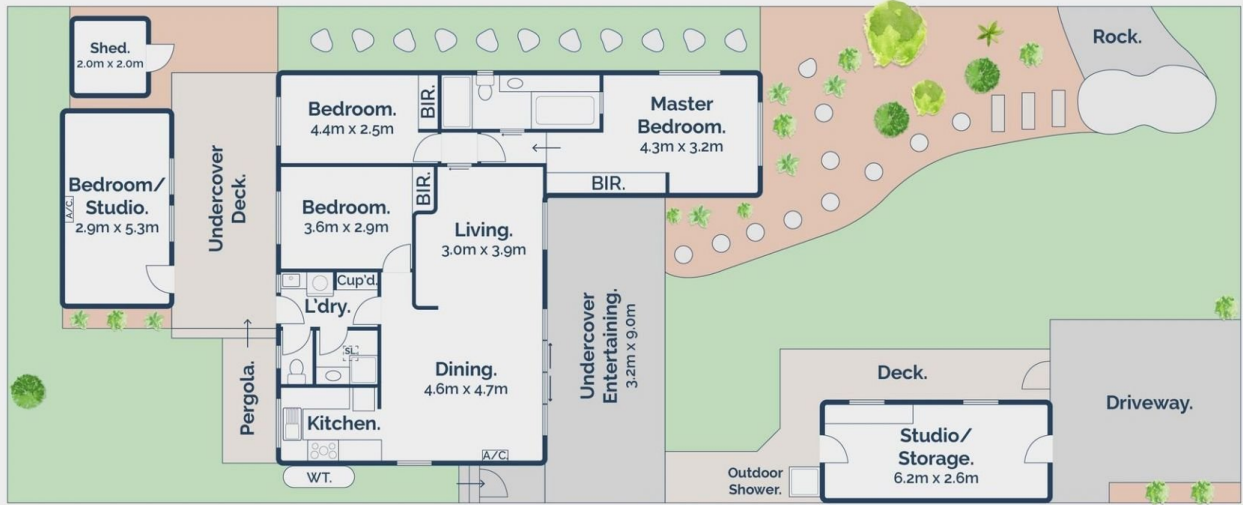 Shed.
2.0m x 2.0m
Rock.
Bedroom.
4.4m x 2.5m
BIR.
Master
Bedroom.
4.3m x 3.2m
BIR.
Undercover
Deck.
Bedroom/
Studio.
2.9m x 5.3m
A/C.
Bedroom.
3.6m x 2.9m
BIR.
Living.
3.0m x 3.9m
Cup'd.
L'dry.
SL.
Undercover
Entertaining.
3.2m x 9.0m
Pergola.
Dining.
4.6m x 4.7m
Kitchen.
A/C.
WT.
Deck.
Driveway.
Studio/
Storage.
6.2m x 2.6m
Outdoor
Shower.